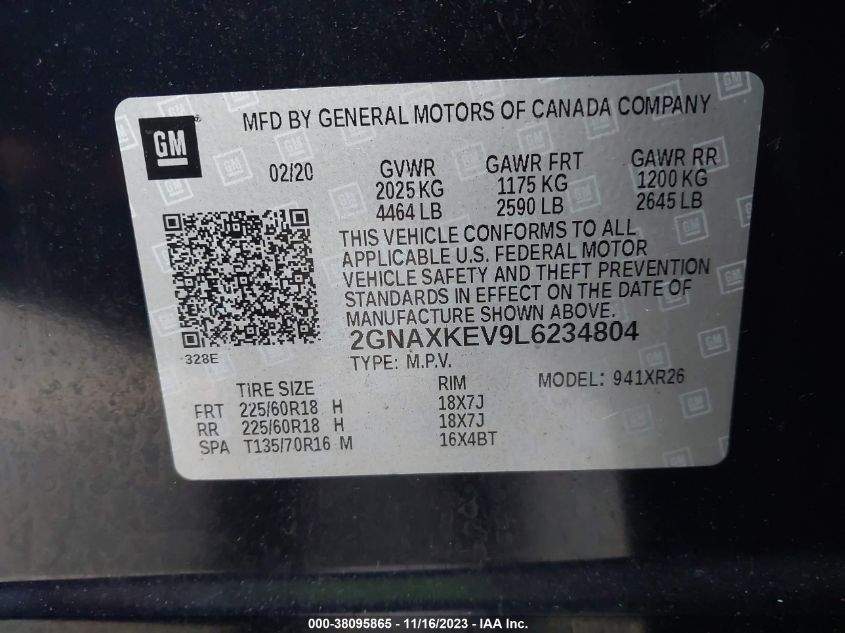 MFD BY GENERAL MOTORS OF CANADA COMPANY
GM
02/20 GVWR GAWR FRT GAWR RR
2025 KG 1175 KG 1200 KG
4464 LB 2590 LB 2645 LB
THIS VEHICLE CONFORMS TO ALL
APPLICABLE U.S. FEDERAL MOTOR
VEHICLE SAFETY AND THEFT PREVENTION
STANDARDS IN EFFECT ON THE DATE OF
MANUFACTURE SHOWN ABOVE.
2GNAXKEV9L6234804
328E
TYPE: M.P.V.
TIRE SIZE RIM MODEL: 941XR26
FRT 225/60R18 H 18X7J
RR 225/60R18 H 18X7J
SPA T135/70R16 M 16X4BT
000-38095865 - 11/16/2023 - IAAI.com